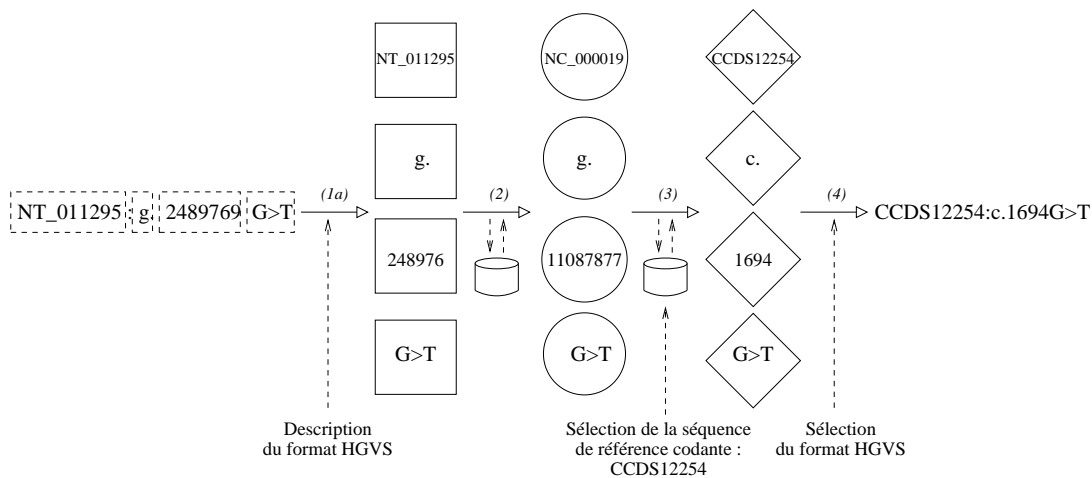 NT_011295 NC_000019 CCDS12254
g. g. c.
NT_011295 : g. 2489769 G>T (1a) (2) (3) (4) CCDS12254:c.1694G>T
248976 11087877 1694
G>T G>T G>T
Description
du format HGVS
Sélection de la séquence
de référence codante :
CCDS12254
Sélection
du format HGVS